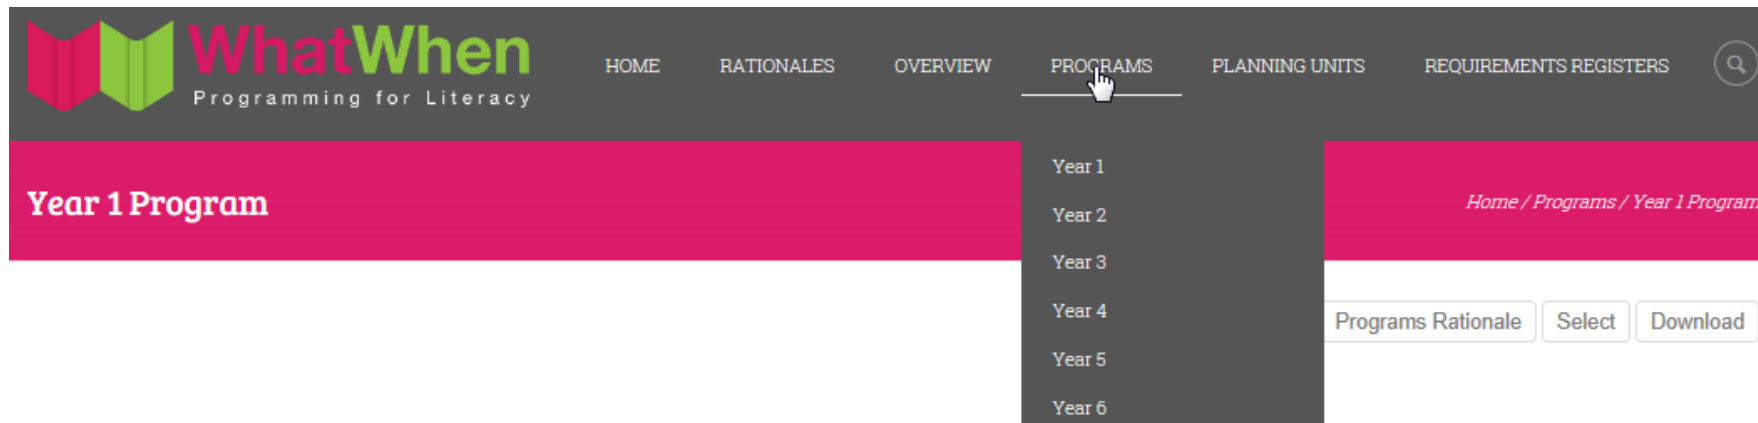 WhatWhen
Programming for Literacy
HOME RATIONALES OVERVIEW PROGRAMS PLANNING UNITS REQUIREMENTS REGISTERS
Year 1 Program
Home / Programs / Year 1 Program
Year 1
Year 2
Year 3
Year 4
Year 5
Year 6
Programs Rationale Select Download